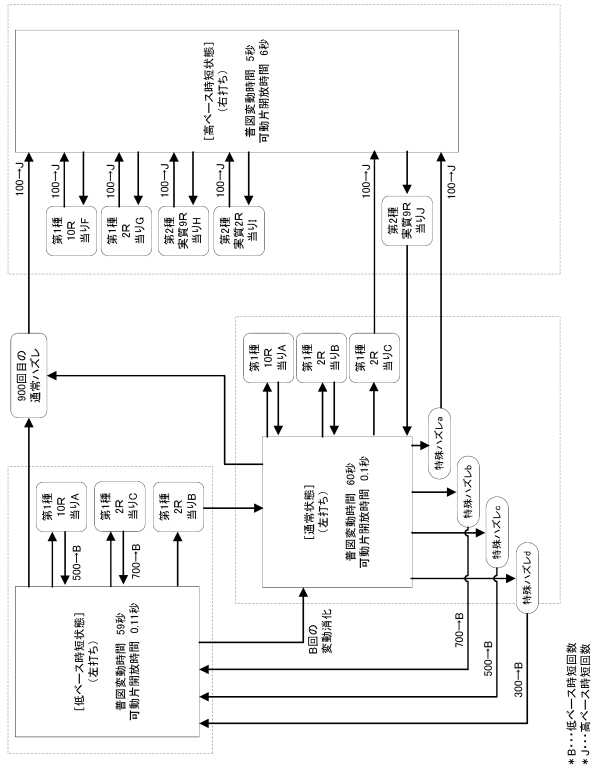 [低ベース時短状態]
(左打ち)
普図変動時間 59秒
可動片開放時間 0.11秒
第1種
10R
当りA
500→B
第1種
2R
当りC
700→B
第1種
2R
当りB
B回の
変動消化
900回目の
通常ハズレ
100→J
[通常状態]
(左打ち)
普図変動時間 60秒
可動片開放時間 0.1秒
第1種
10R
当りA
第1種
2R
当りB
第1種
2R
当りC
100→J
特殊ハズレa
100→J
特殊ハズレb
700→B
特殊ハズレc
500→B
特殊ハズレd
300→B
[高ベース時短状態]
(右打ち)
普図変動時間 5秒
可動片開放時間 6秒
第1種
10R
当りF
100→J
第1種
2R
当りG
100→J
第2種
実質9R
当りH
100→J
第2種
実質2R
当りI
100→J
第2種
実質9R
当りJ
*B・・・低ベース時短回数
*J・・・高ベース時短回数